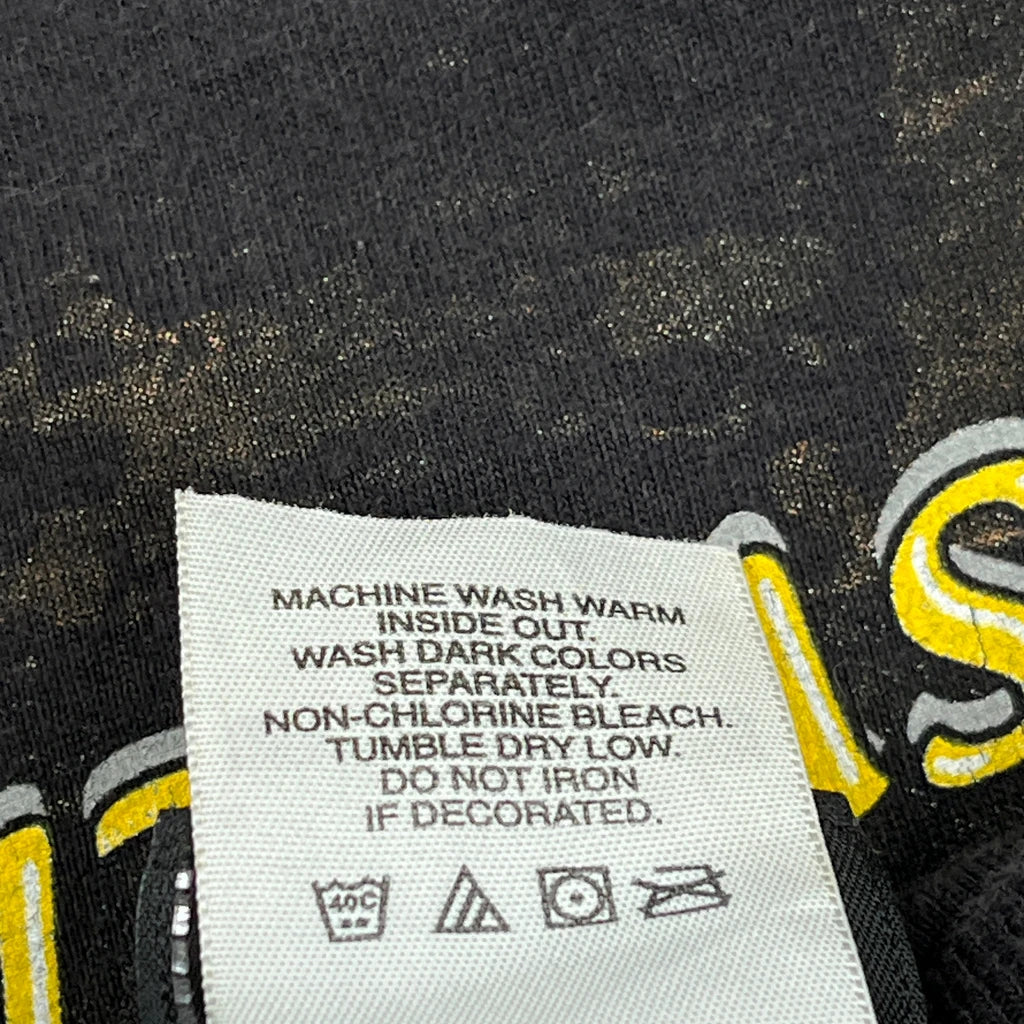 MACHINE WASH WARM
INSIDE OUT.
WASH DARK COLORS
SEPARATELY.
NON-CHLORINE BLEACH.
TUMBLE DRY LOW.
DO NOT IRON
IF DECORATED.
40C